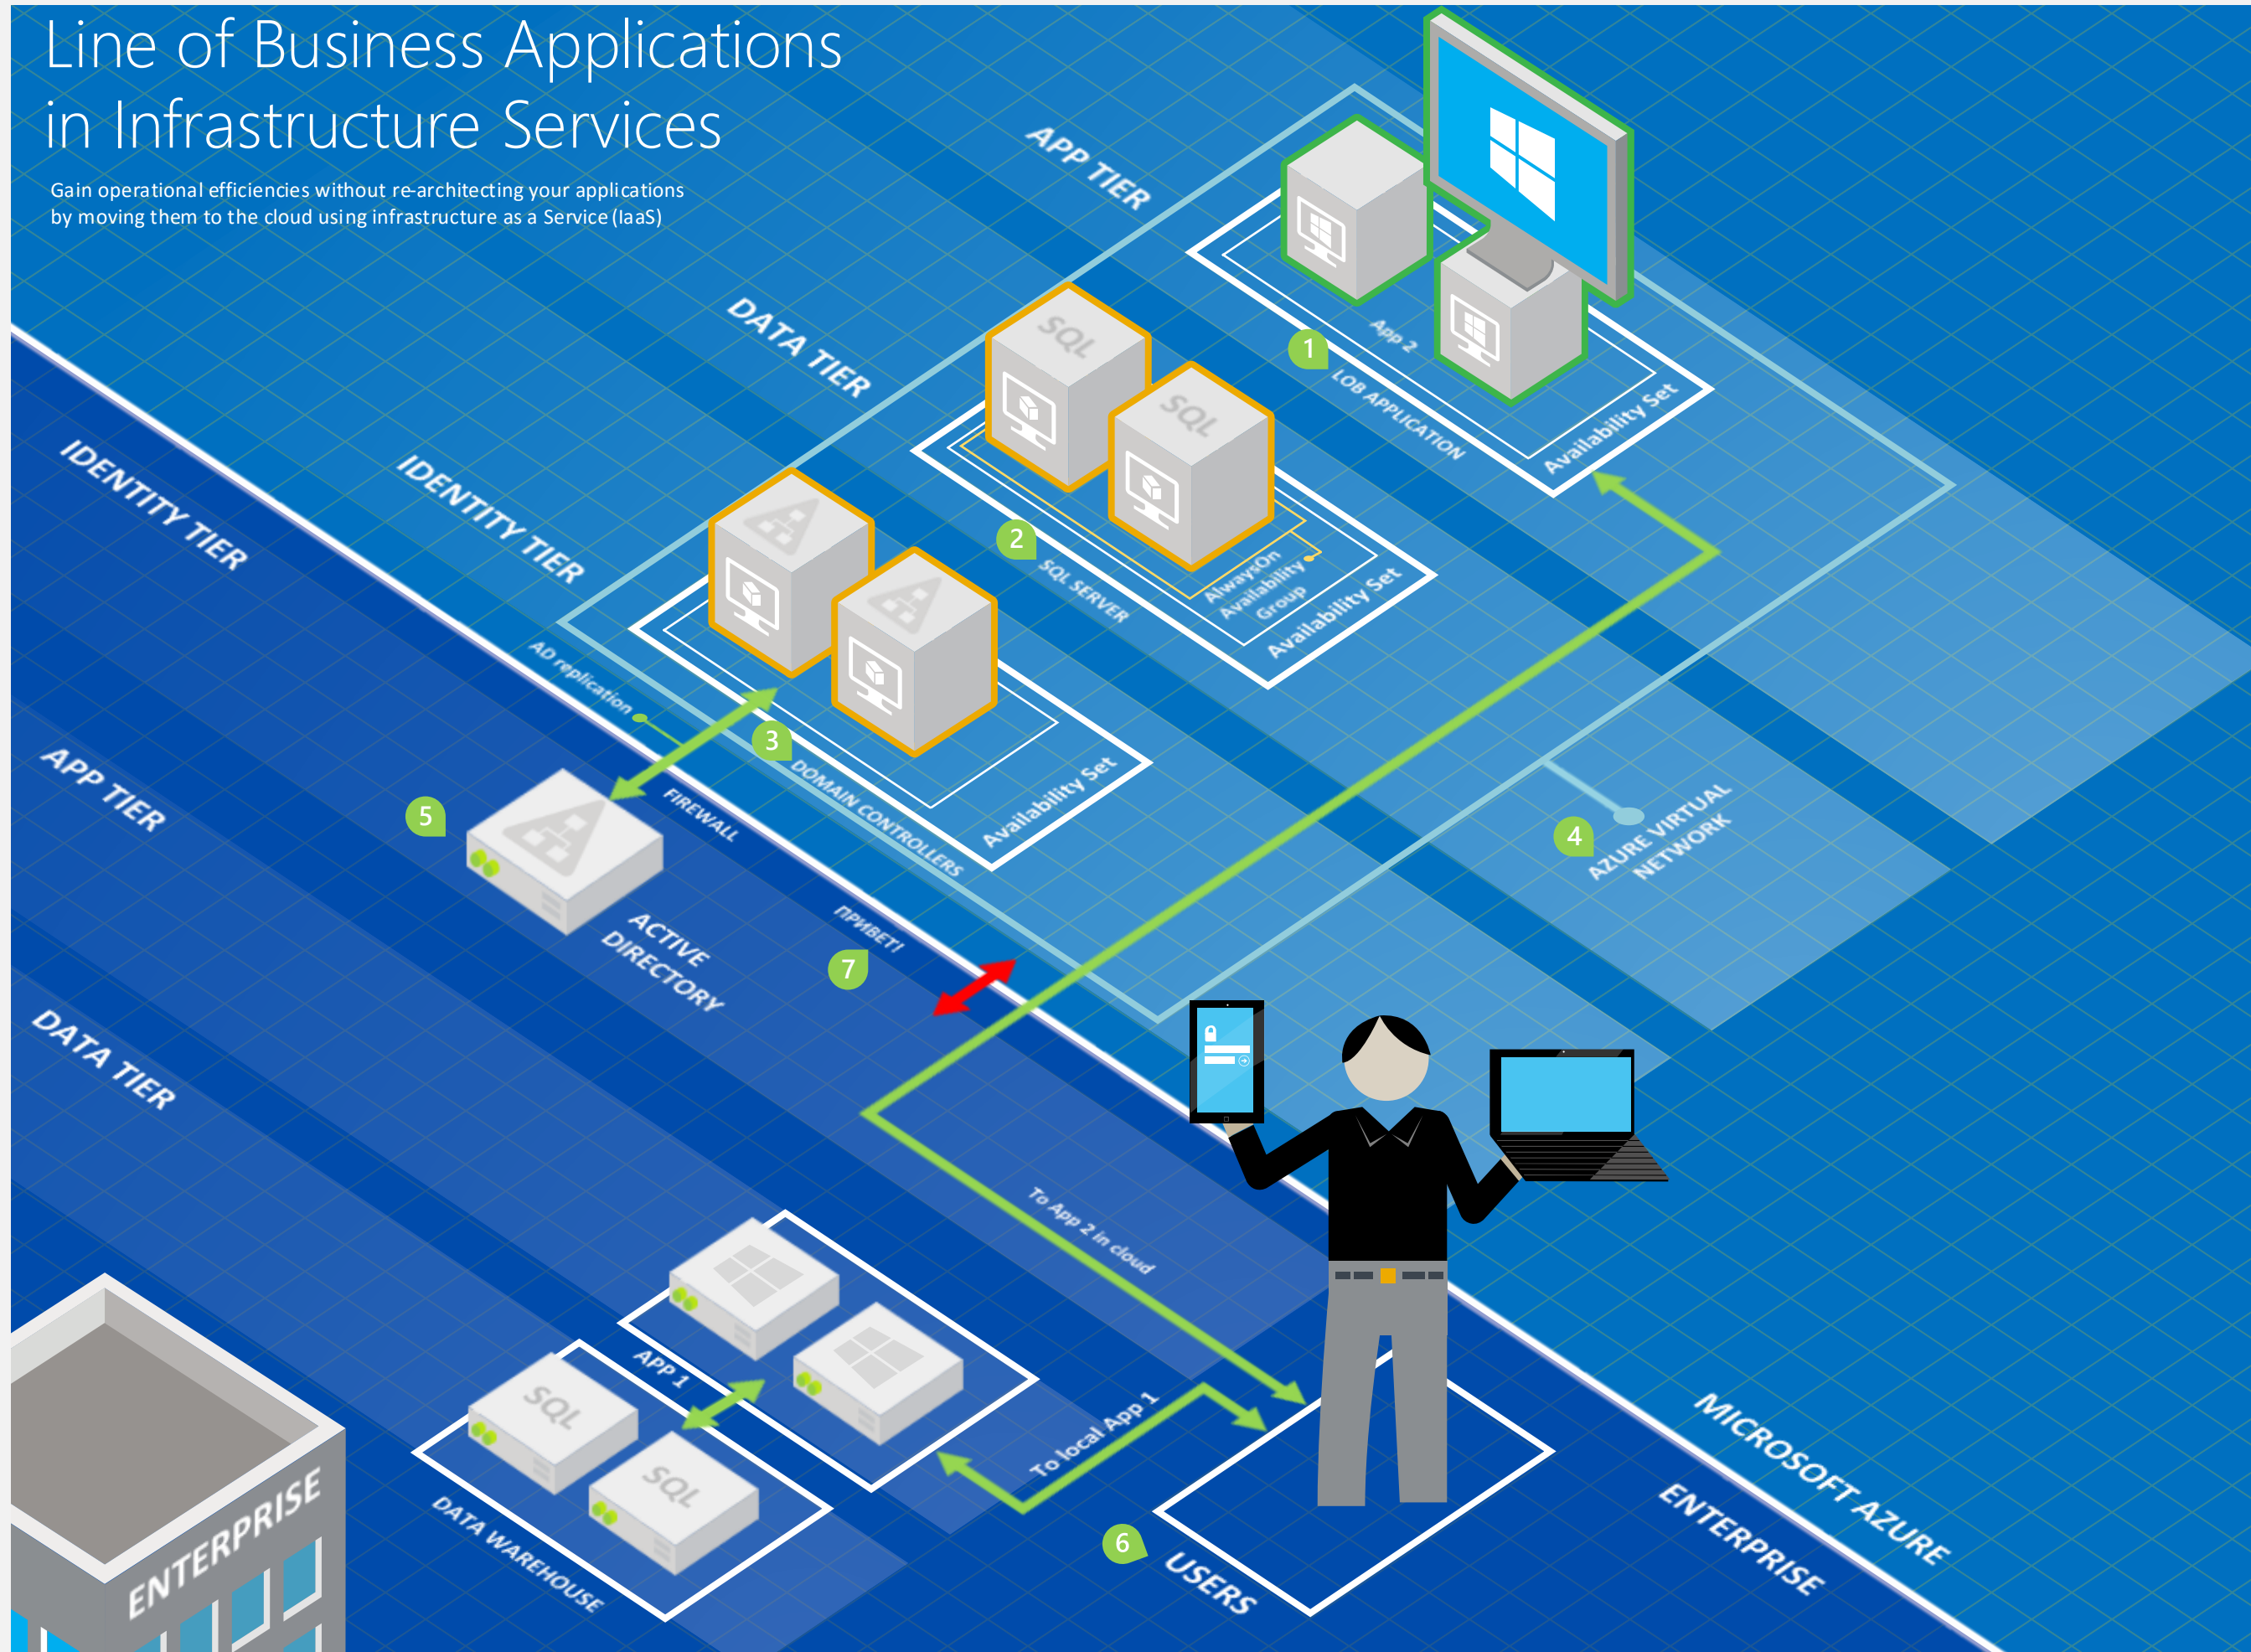 Line of Business Applications
in Infrastructure Services
Gain operational efficiencies without re-architecting your applications
by moving them to the cloud using infrastructure as a Service (IaaS)
APP TIER
App 2
1
LOB APPLICATION
Availability Set
DATA TIER
SQL
SQL
2
SQL SERVER
AlwaysOn
Availability
Group
Availability Set
IDENTITY TIER
IDENTITY TIER
AD replication
3
DOMAIN CONTROLLERS
Availability Set
FIREWALL
4
AZURE VIRTUAL
NETWORK
APP TIER
5
ACTIVE
DIRECTORY
ПРИВЕТ!
7
DATA TIER
To App 2 in cloud
APP 1
To local App 1
SQL
SQL
DATA WAREHOUSE
ENTERPRISE
6
USERS
MICROSOFT AZURE
ENTERPRISE